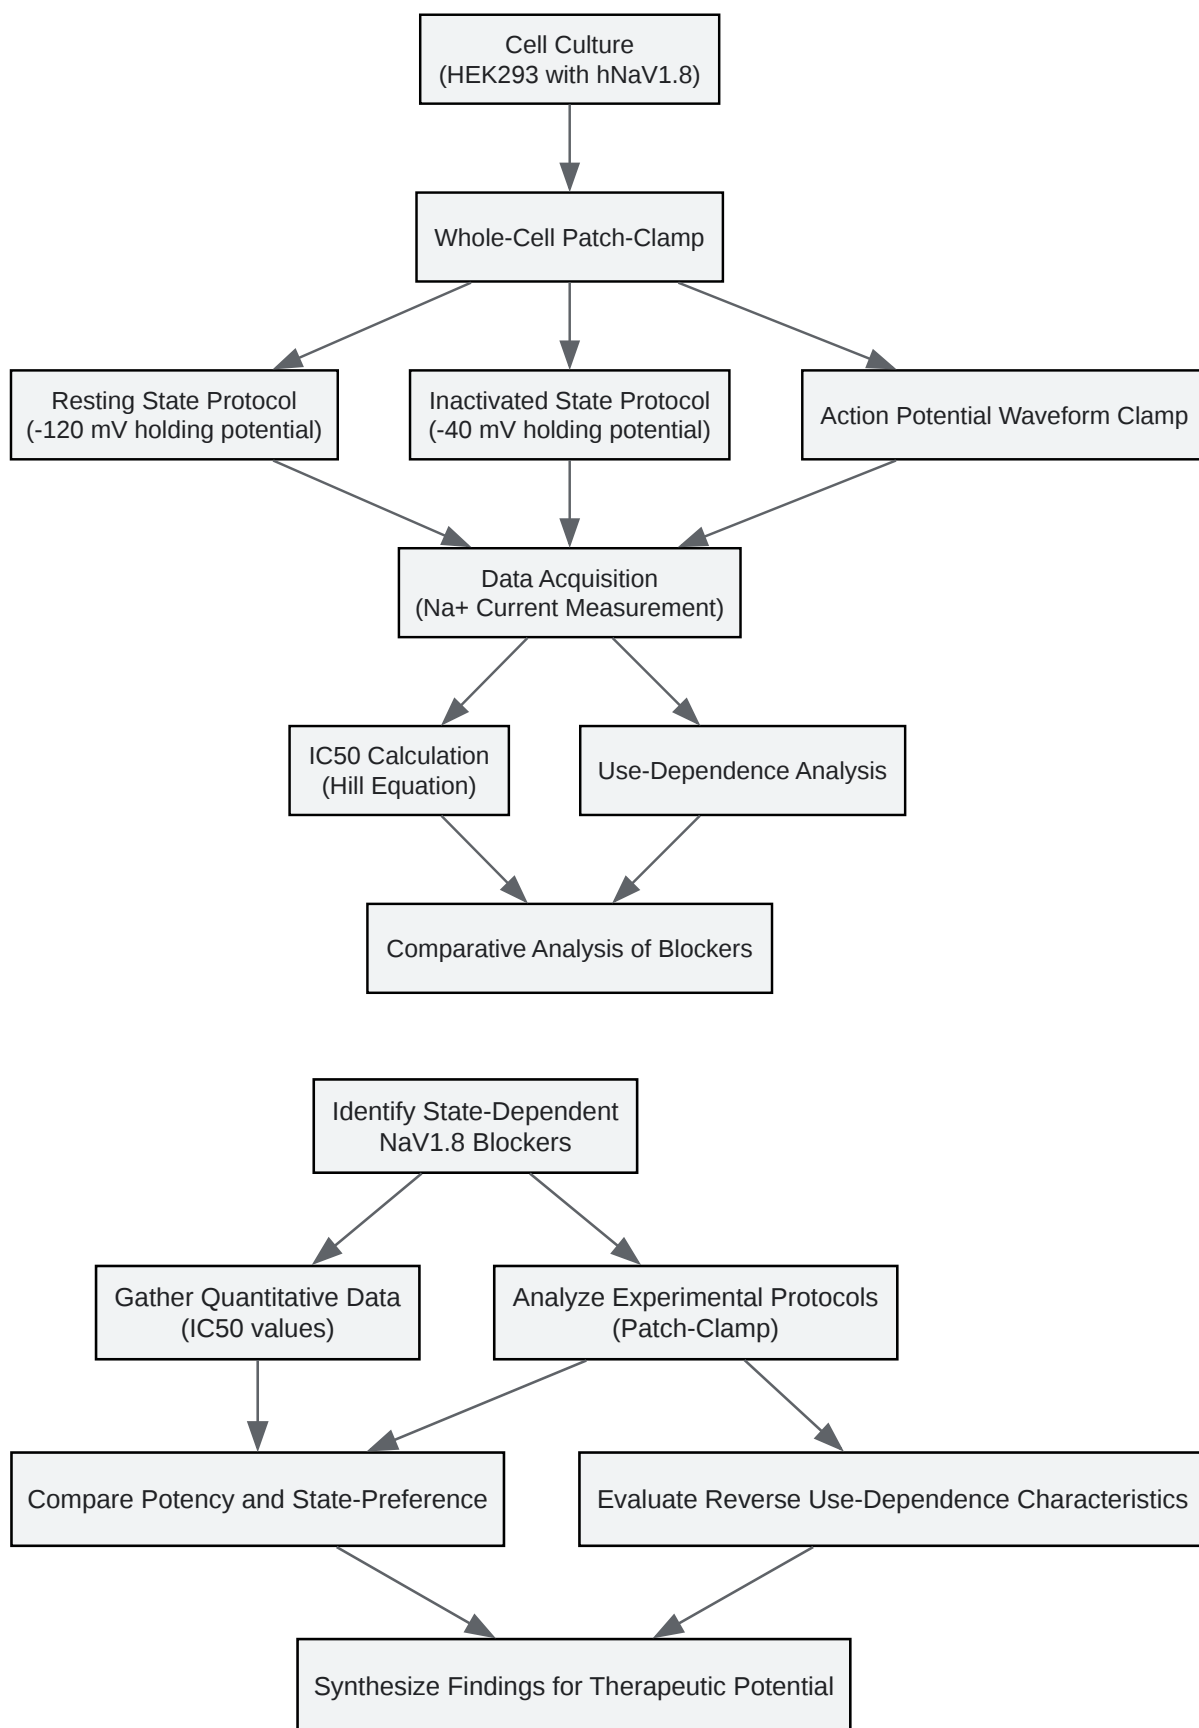 Cell Culture
(HEK293 with hNaV1.8)
Whole-Cell Patch-Clamp
Resting State Protocol
(-120 mV holding potential)
Inactivated State Protocol
(-40 mV holding potential)
Action Potential Waveform Clamp
Data Acquisition
(Na+ Current Measurement)
IC50 Calculation
(Hill Equation)
Use-Dependence Analysis
Comparative Analysis of Blockers
Identify State-Dependent
NaV1.8 Blockers
Gather Quantitative Data
(IC50 values)
Analyze Experimental Protocols
(Patch-Clamp)
Compare Potency and State-Preference
Evaluate Reverse Use-Dependence Characteristics
Synthesize Findings for Therapeutic Potential